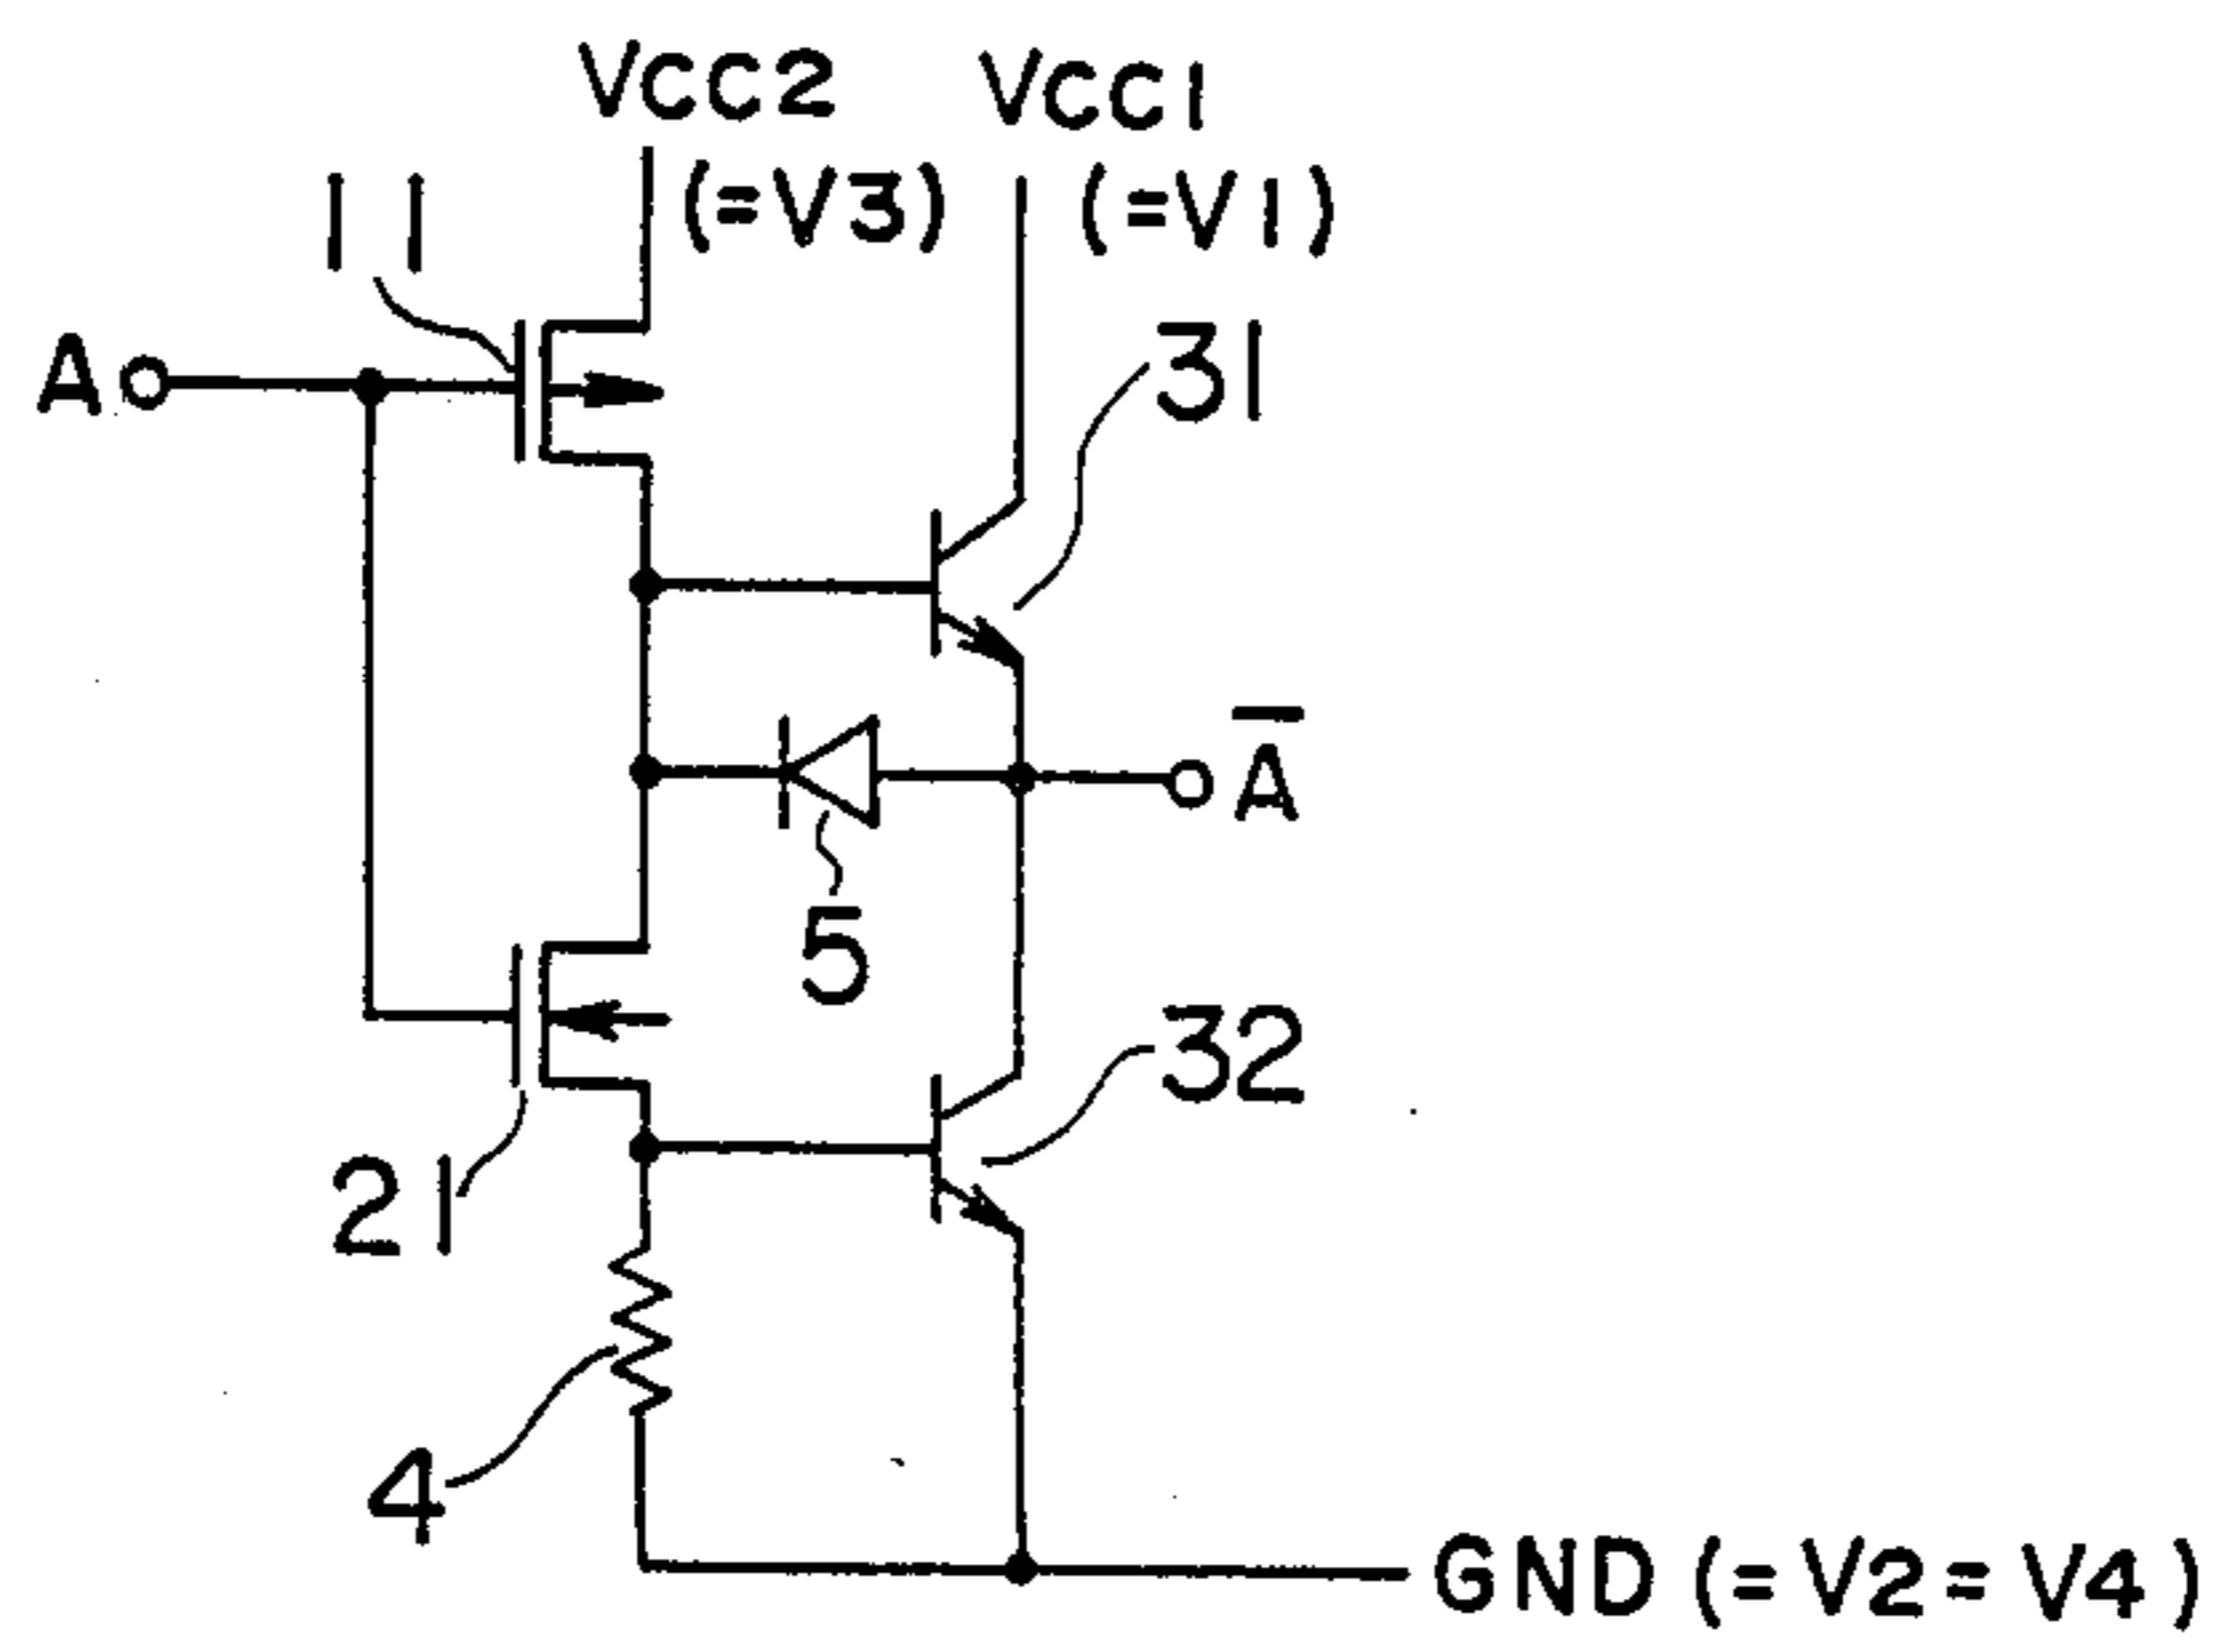 VCC2 VCC1
(=V3) (=V1)
11
A
31
A̅
5
32
21
4
GND (=V2=V4)